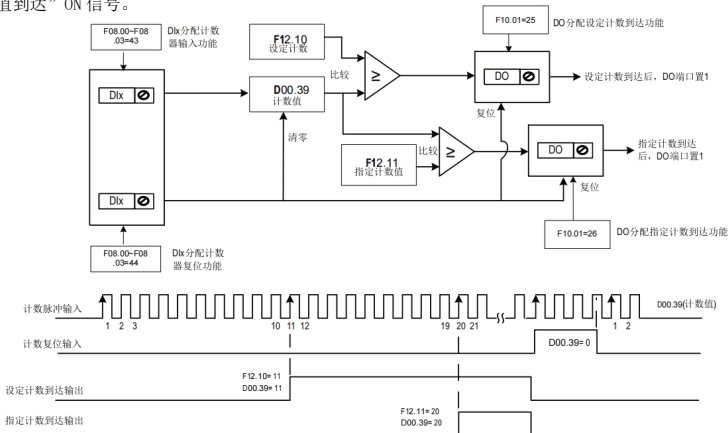 值到达”ON 信号。
F08.00~F08
.03=43
DIx分配计数
器输入功能
F12.10
设定计数
F10.01=25
DO分配设定计数到达功能
DIx
D00.39
计数值
比较
≥
DO
设定计数到达后，DO端口置1
复位
清零
F12.11
指定计数值
比较
≥
DO
指定计数到达
后，DO端口置1
复位
DIx
F08.00~F08
.03=44
DIx分配计数
器复位功能
F10.01=26
DO分配指定计数到达功能
计数脉冲输入
D00.39(计数值)
1 2 3 10 11 12 19 20 21 1 2
计数复位输入
D00.39= 0
设定计数到达输出
F12.10= 11
D00.39= 11
指定计数到达输出
F12.11= 20
D00.39= 20